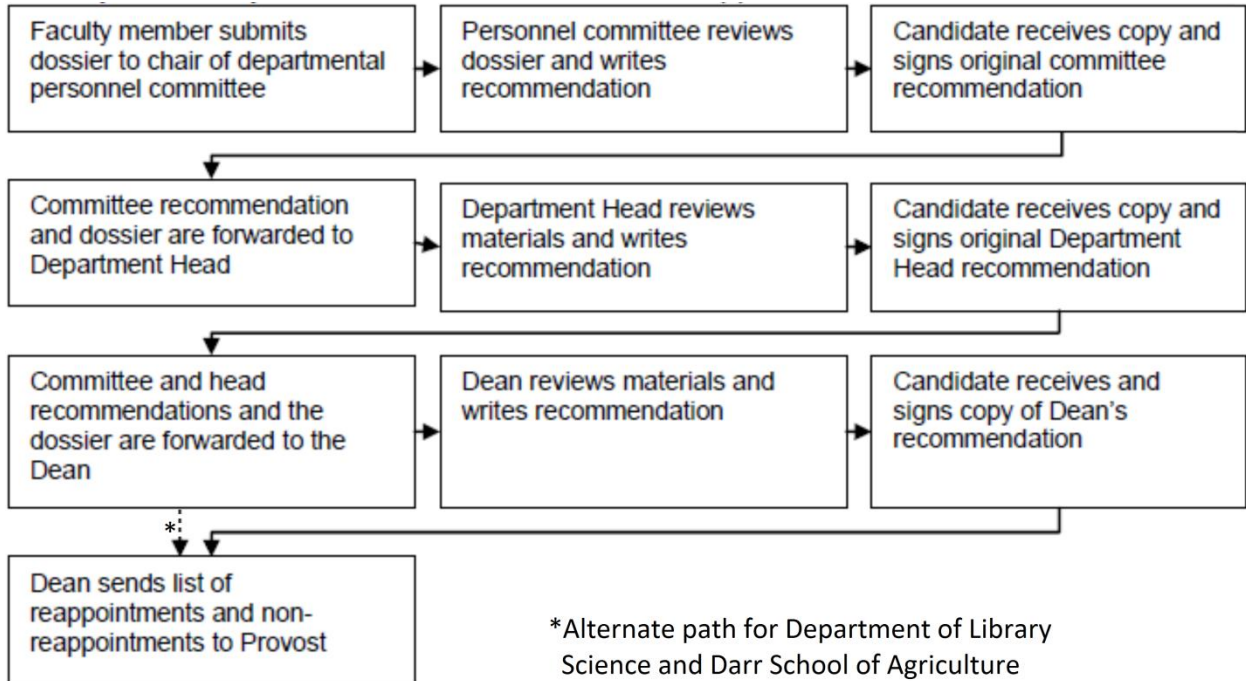 Faculty member submits
dossier to chair of departmental
personnel committee
Personnel committee reviews
dossier and writes
recommendation
Candidate receives copy and
signs original committee
recommendation
Committee recommendation
and dossier are forwarded to
Department Head
Department Head reviews
materials and writes
recommendation
Candidate receives copy and
signs original Department
Head recommendation
Committee and head
recommendations and the
dossier are forwarded to the
Dean
Dean reviews materials and
writes recommendation
Candidate receives and
signs copy of Dean's
recommendation
*
Dean sends list of
reappointments and non-
reappointments to Provost
*Alternate path for Department of Library
Science and Darr School of Agriculture